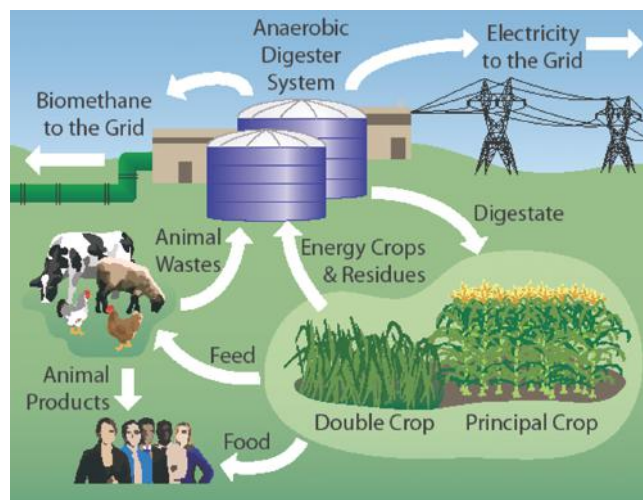 Anaerobic
Digester
System
Electricity
to the Grid
Biomethane
to the Grid
Digestate
Animal
Wastes
Energy Crops
& Residues
Feed
Animal
Products
Double Crop
Principal Crop
Food